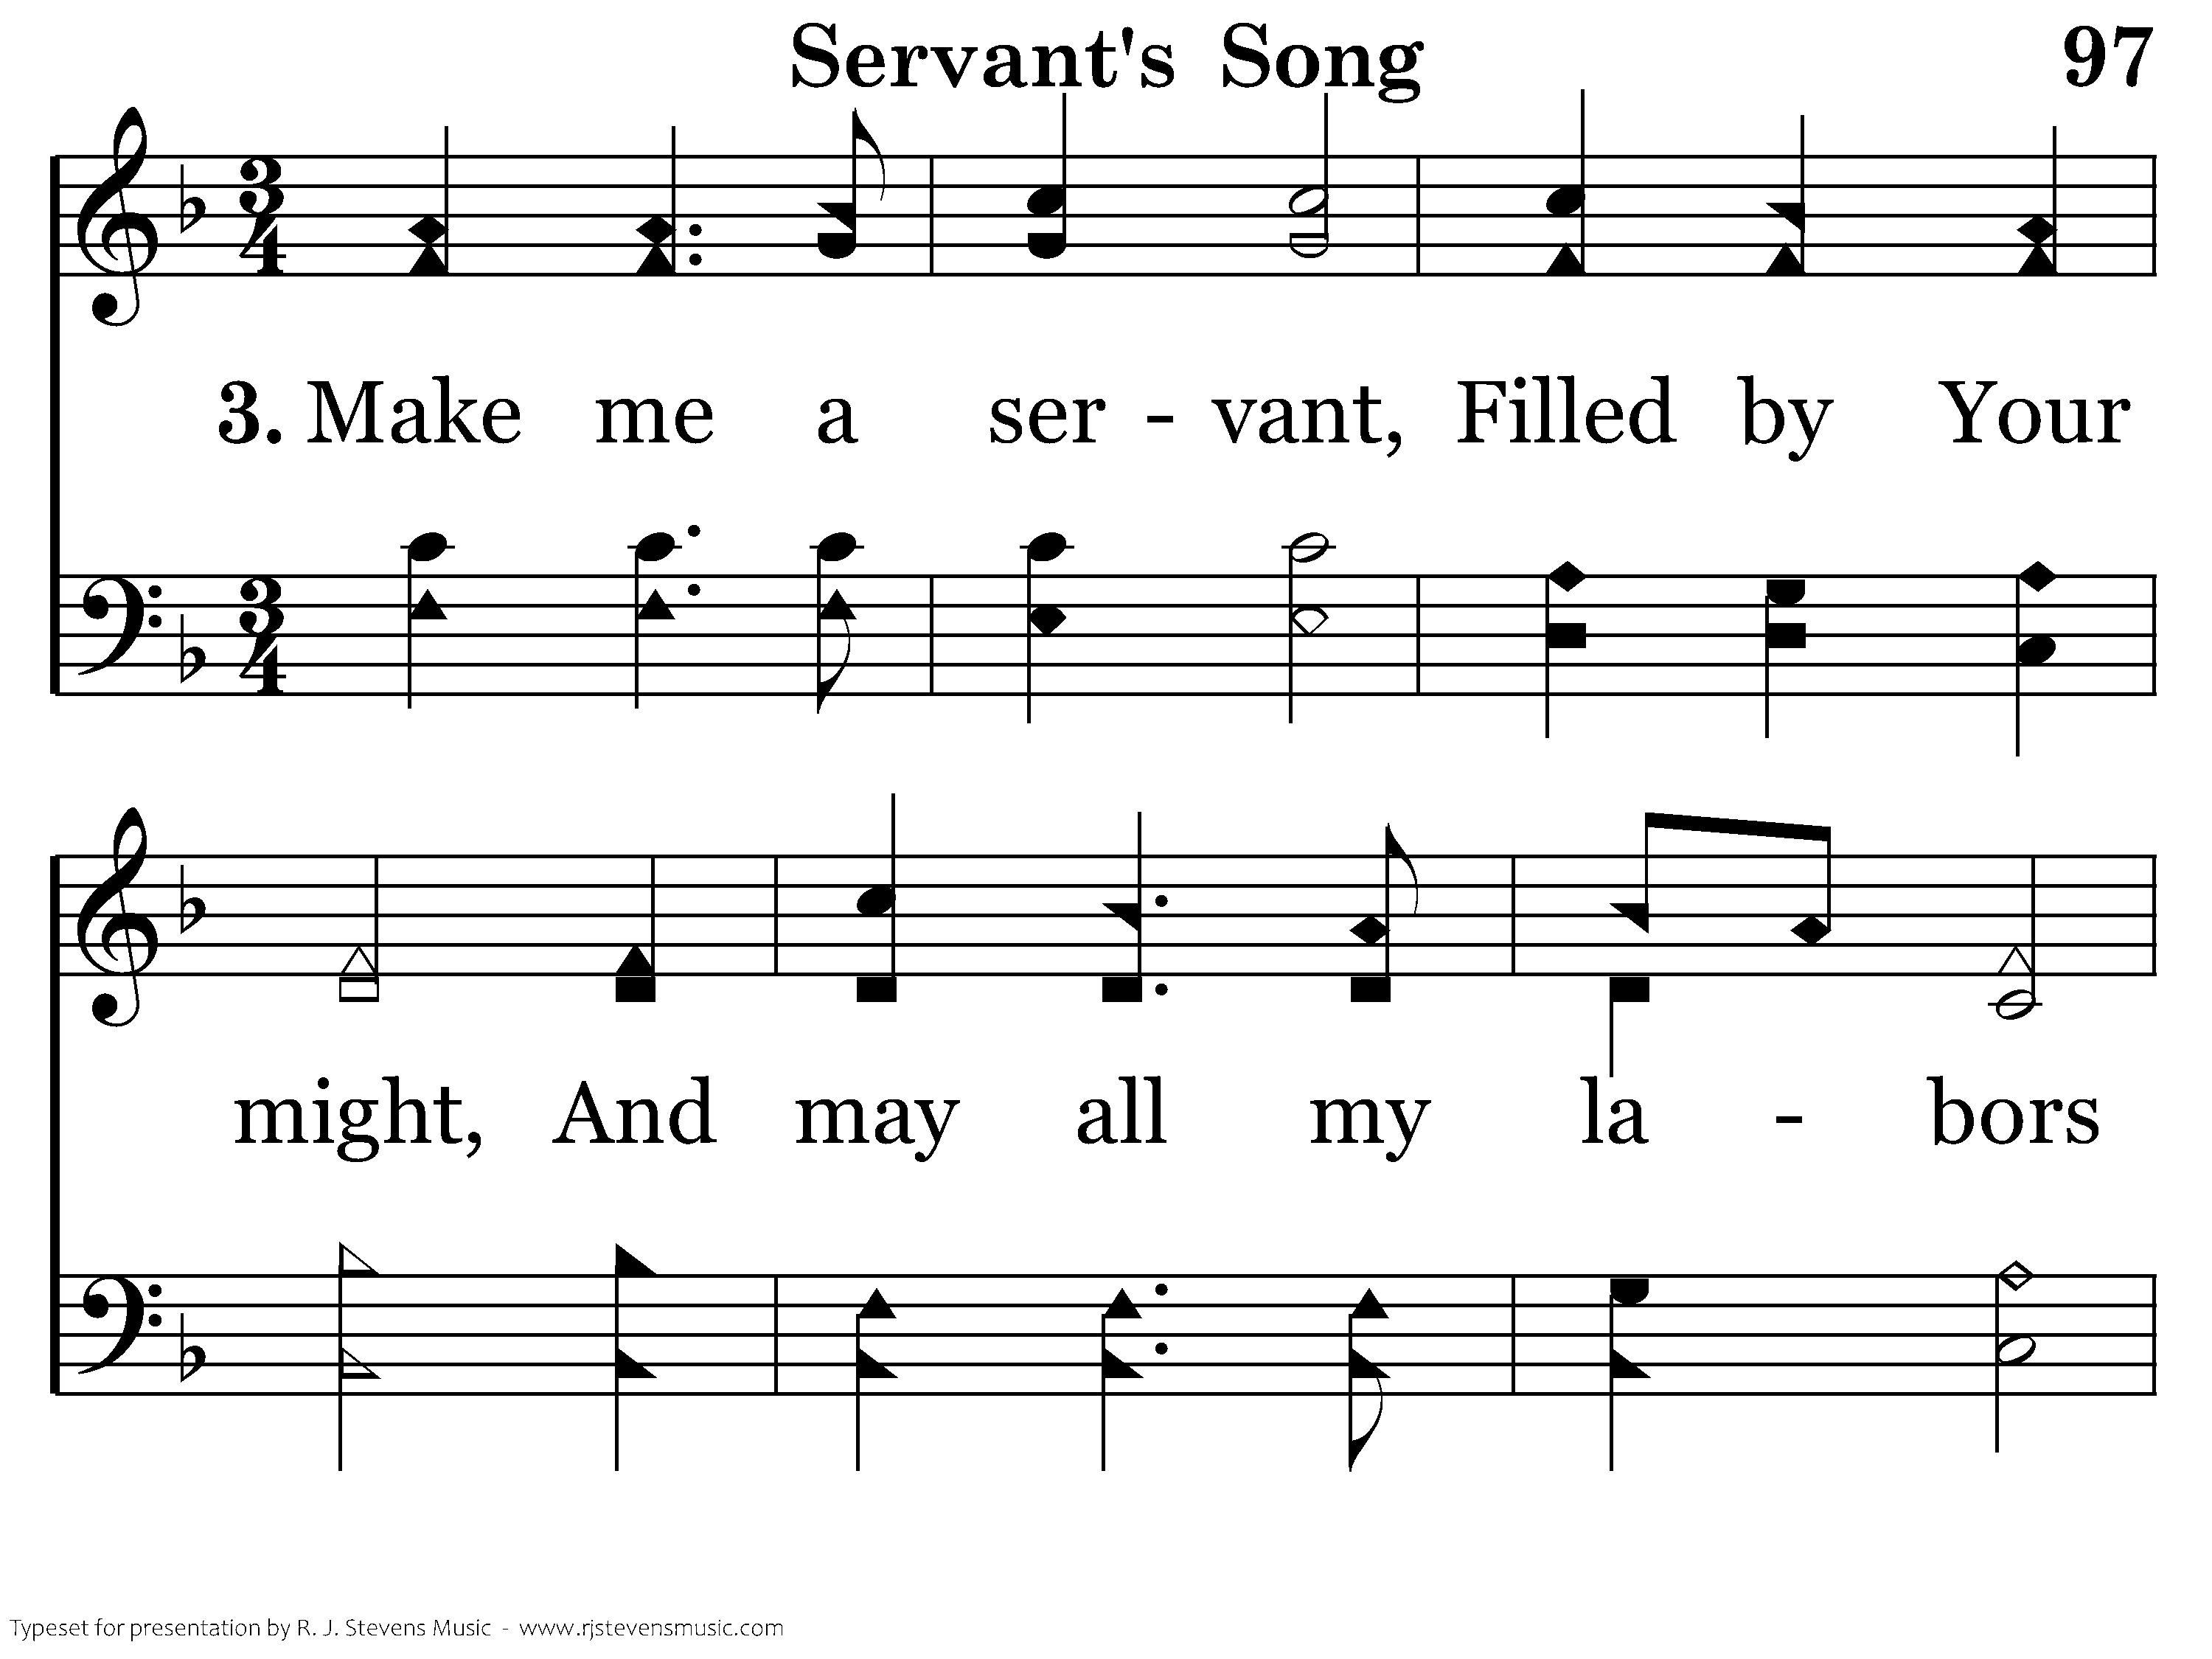 Servant's Song 97
3. Make me a ser - vant, Filled by Your
might, And may all my la - bors
Typeset for presentation by R. J. Stevens Music - www.rjstevensmusic.com